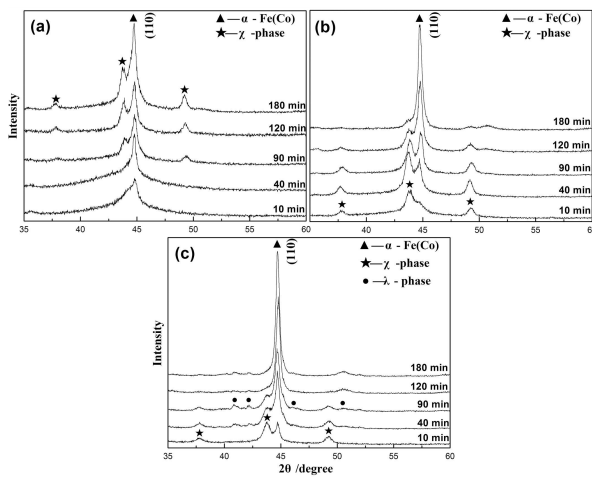 (a)
▲—α - Fe(Co)
★—χ -phase
(110)
180 min
120 min
90 min
40 min
10 min
35 40 45 50 55 60
Intensity
(b)
▲—α - Fe(Co)
★—χ -phase
(110)
180 min
120 min
90 min
40 min
10 min
35 40 45 50 55 60
(c)
▲—α - Fe(Co)
★—χ -phase
●—λ - phase
(110)
180 min
120 min
90 min
40 min
10 min
35 40 45 50 55 60
Intensity
2θ /degree